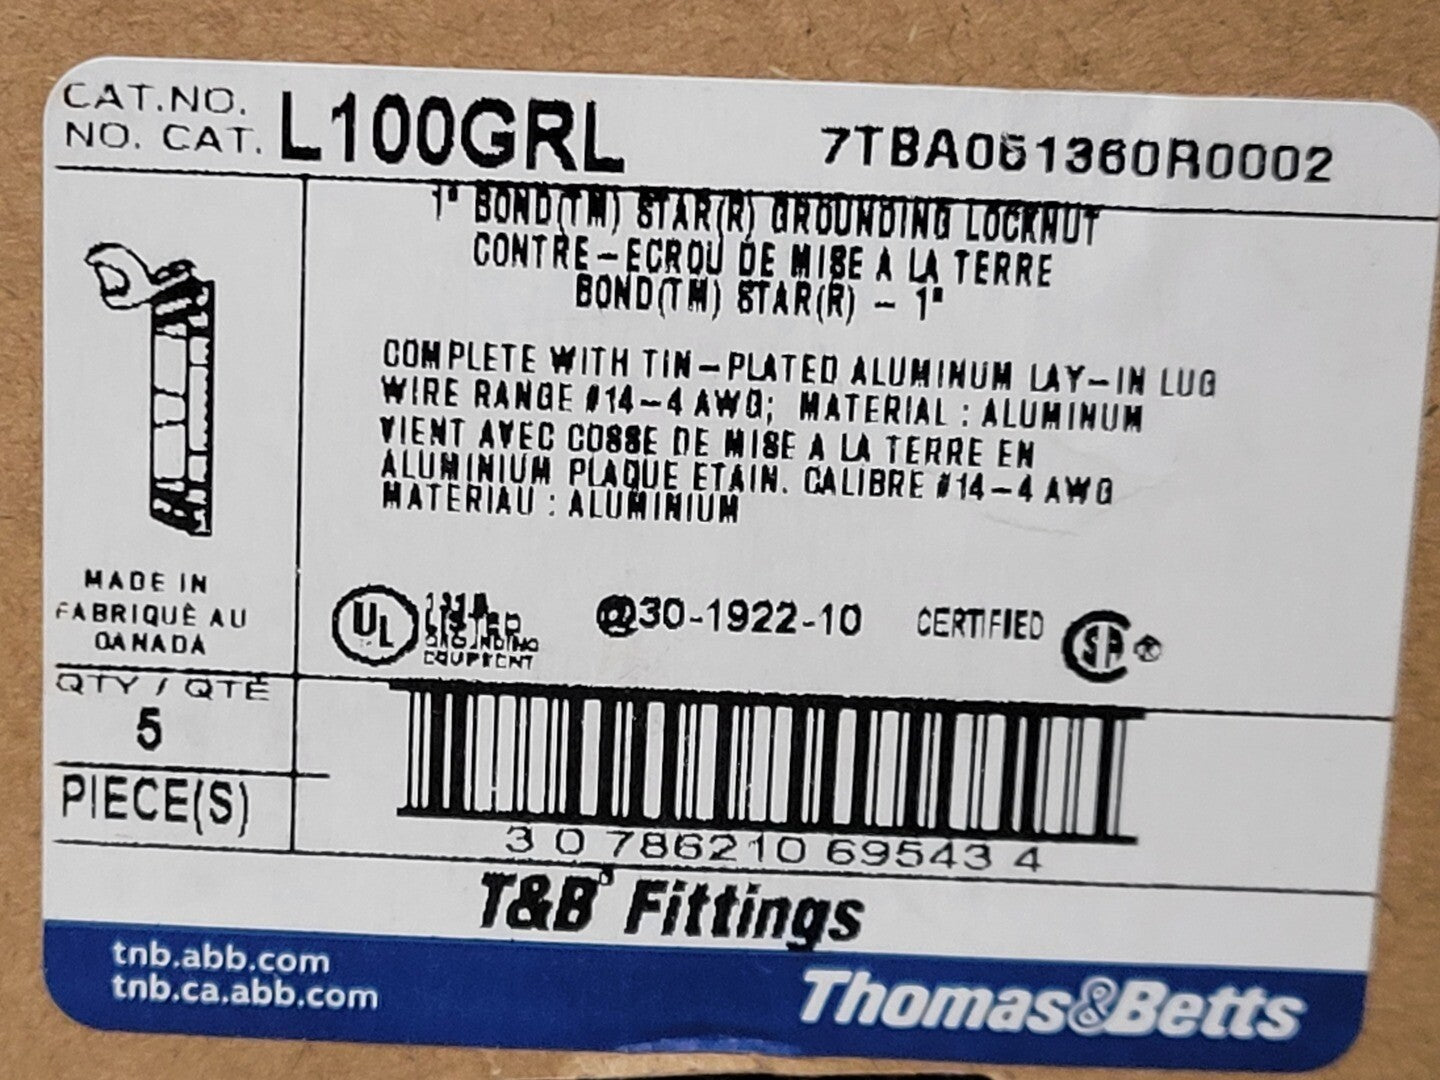 CAT.NO.
NO. CAT. L100GRL 7TBA061360R0002
1" BOND(TM) STAR(R) GROUNDING LOCKNUT
CONTRE-ECROU DE MISE A LA TERRE
BOND(TM) STAR(R) - 1"
COMPLETE WITH TIN-PLATED ALUMINUM LAY-IN LUG
WIRE RANGE #14-4 AWG; MATERIAL : ALUMINUM
VIENT AVEC COSSE DE MISE A LA TERRE EN
ALUMINIUM PLAQUE ETAIN. CALIBRE #14-4 AWG
MATERIAU : ALUMINIUM
MADE IN
FABRIQUÈ AU
CANADA
UL LISTED
GROUNDING
EQUIPMENT
@30-1922-10 CERTIFIED ®
QTY / QTÉ
5
PIECE(S)
3 0 786210 69543 4
T&B Fittings
tnb.abb.com
tnb.ca.abb.com
Thomas&Betts